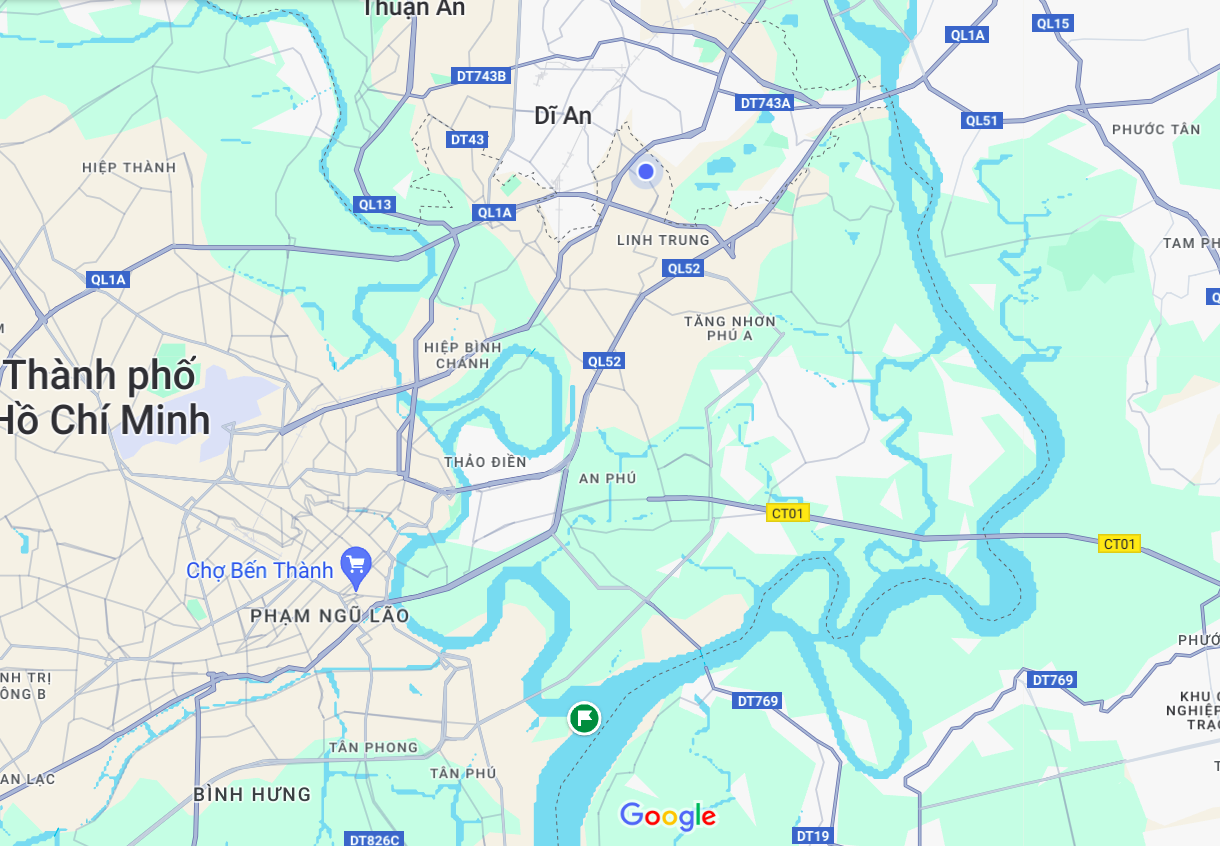 Thuận An
QL15
QL1A
DT743B
DT743A
Dĩ An
QL51
PHƯỚC TÂN
DT43
HIỆP THÀNH
QL13
QL1A
LINH TRUNG
TAM PH
QL1A
QL52
Q
TĂNG NHƠN
PHÚ A
M
HIỆP BÌNH
CHÁNH
QL52
Thành phố
Hồ Chí Minh
THẢO ĐIỀN
AN PHÚ
CT01
CT01
Chợ Bến Thành
PHẠM NGŨ LÃO
PHƯỚ
NH TRỊ
ÔNG B
DT769
DT769
KHU C
NGHIỆP
TRẠC
TÂN PHONG
TÂN PHÚ
AN LẠC
T
BÌNH HƯNG
Google
DT826C
DT19